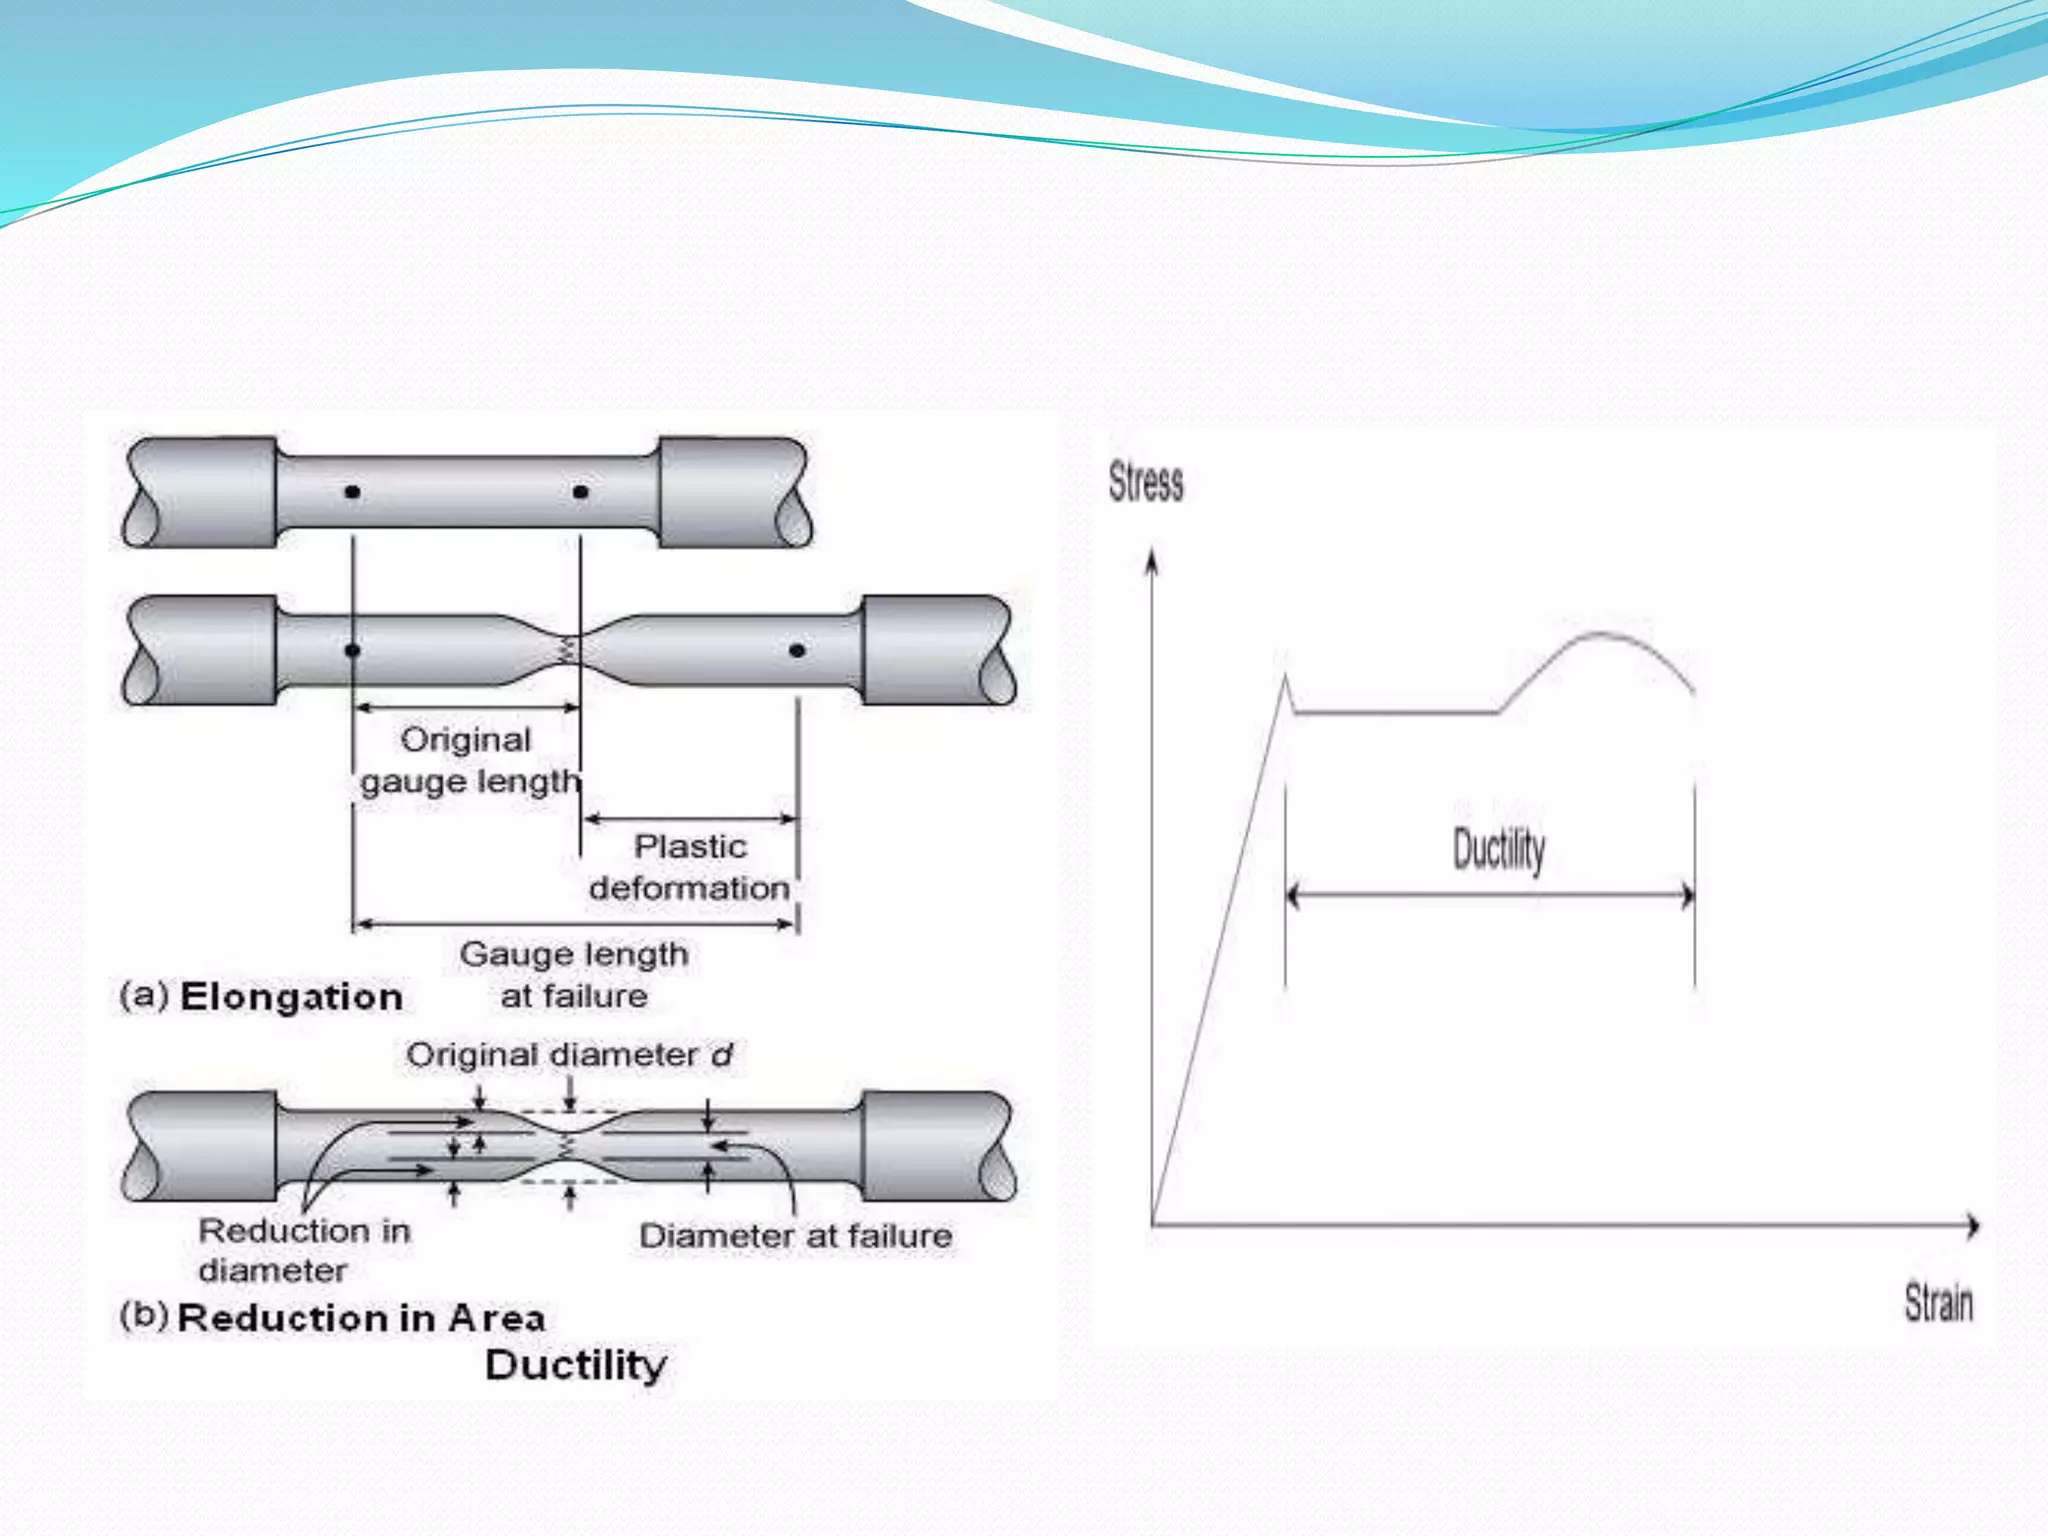 Original
gauge length
Plastic
deformation
Gauge length
at failure
(a) Elongation
Original diameter d
Reduction in
diameter
Diameter at failure
(b) Reduction in Area
Ductility
Stress
Ductility
Strain